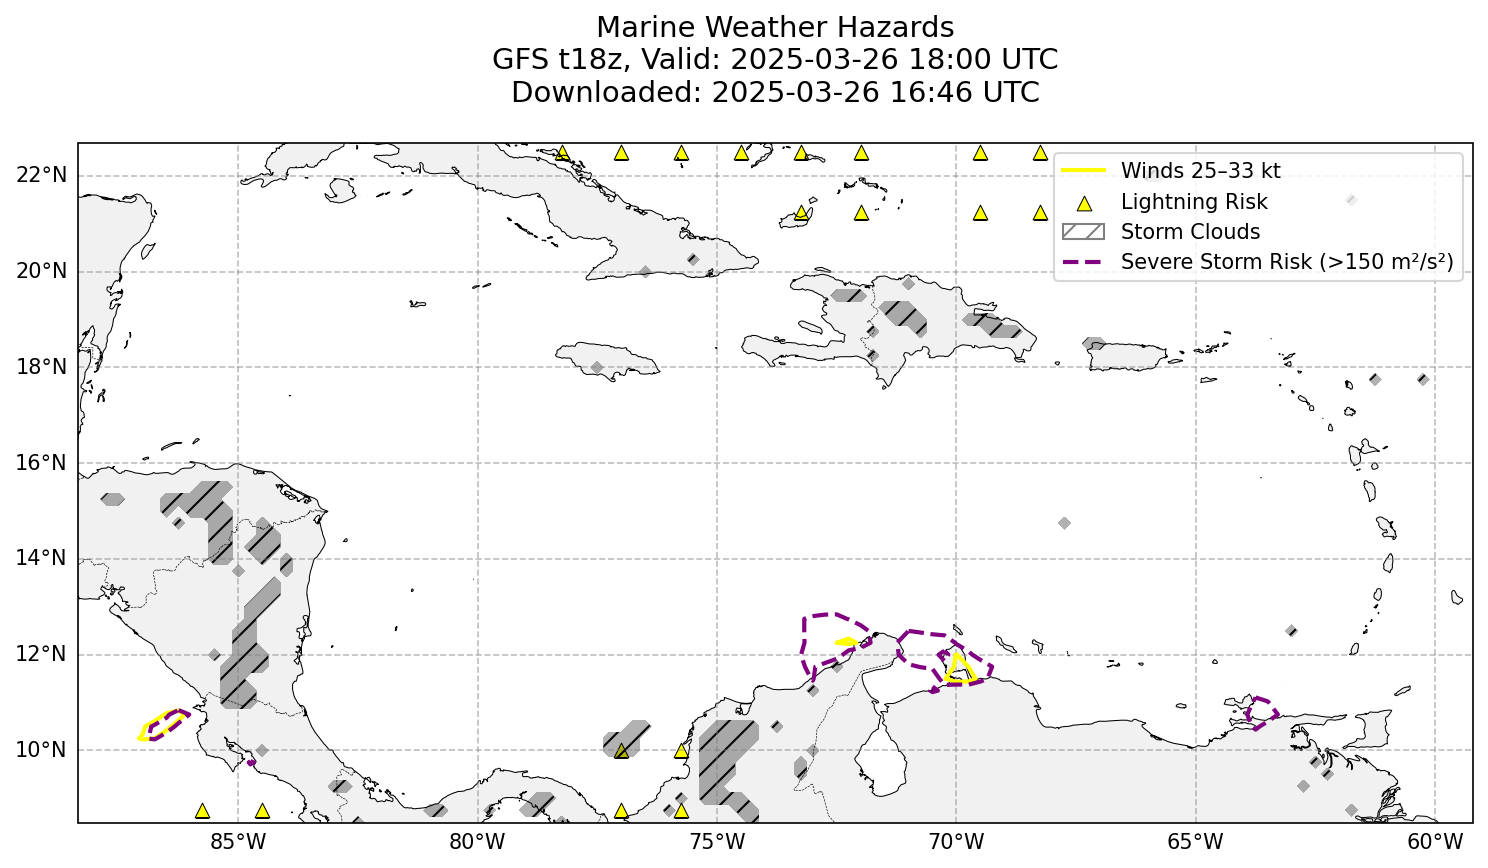 Marine Weather Hazards
GFS t18z, Valid: 2025-03-26 18:00 UTC
Downloaded: 2025-03-26 16:46 UTC
Winds 25–33 kt
Lightning Risk
Storm Clouds
Severe Storm Risk (>150 m²/s²)
22°N
20°N
18°N
16°N
14°N
12°N
10°N
85°W 80°W 75°W 70°W 65°W 60°W